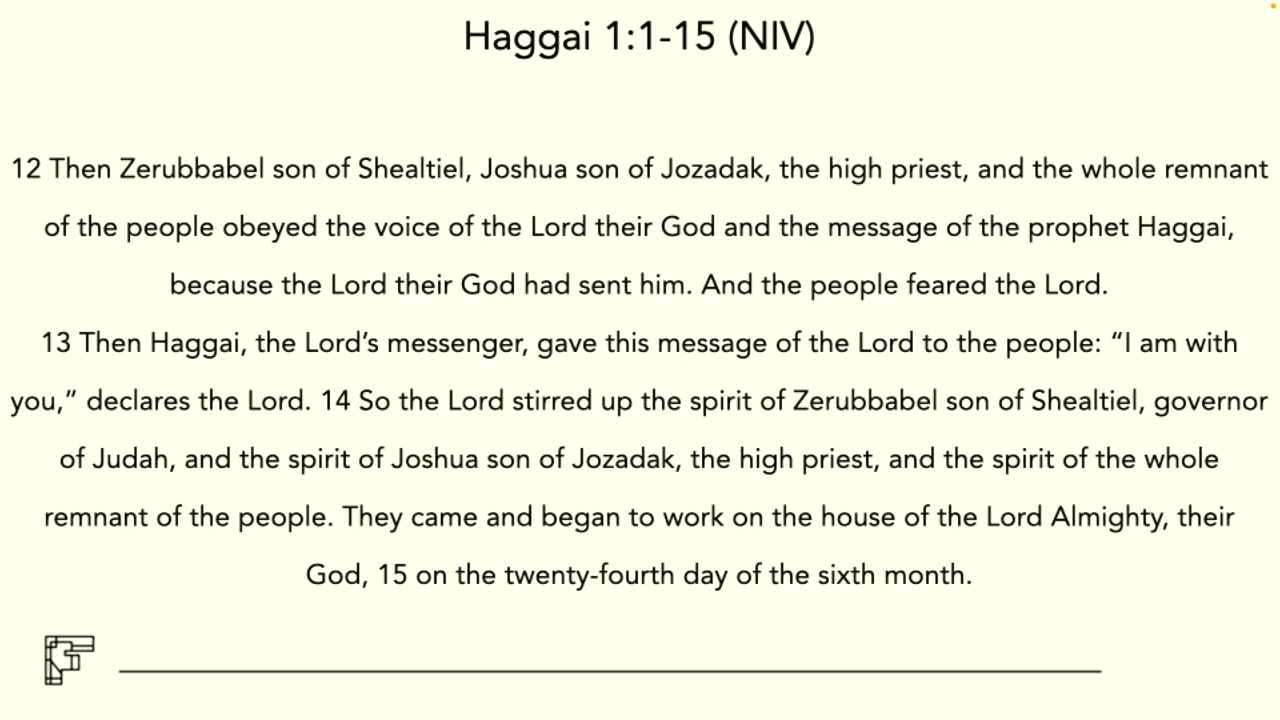 Haggai 1:1-15 (NIV)
12 Then Zerubbabel son of Shealtiel, Joshua son of Jozadak, the high priest, and the whole remnant
of the people obeyed the voice of the Lord their God and the message of the prophet Haggai,
because the Lord their God had sent him. And the people feared the Lord.
13 Then Haggai, the Lord’s messenger, gave this message of the Lord to the people: “I am with
you,” declares the Lord. 14 So the Lord stirred up the spirit of Zerubbabel son of Shealtiel, governor
of Judah, and the spirit of Joshua son of Jozadak, the high priest, and the spirit of the whole
remnant of the people. They came and began to work on the house of the Lord Almighty, their
God, 15 on the twenty-fourth day of the sixth month.